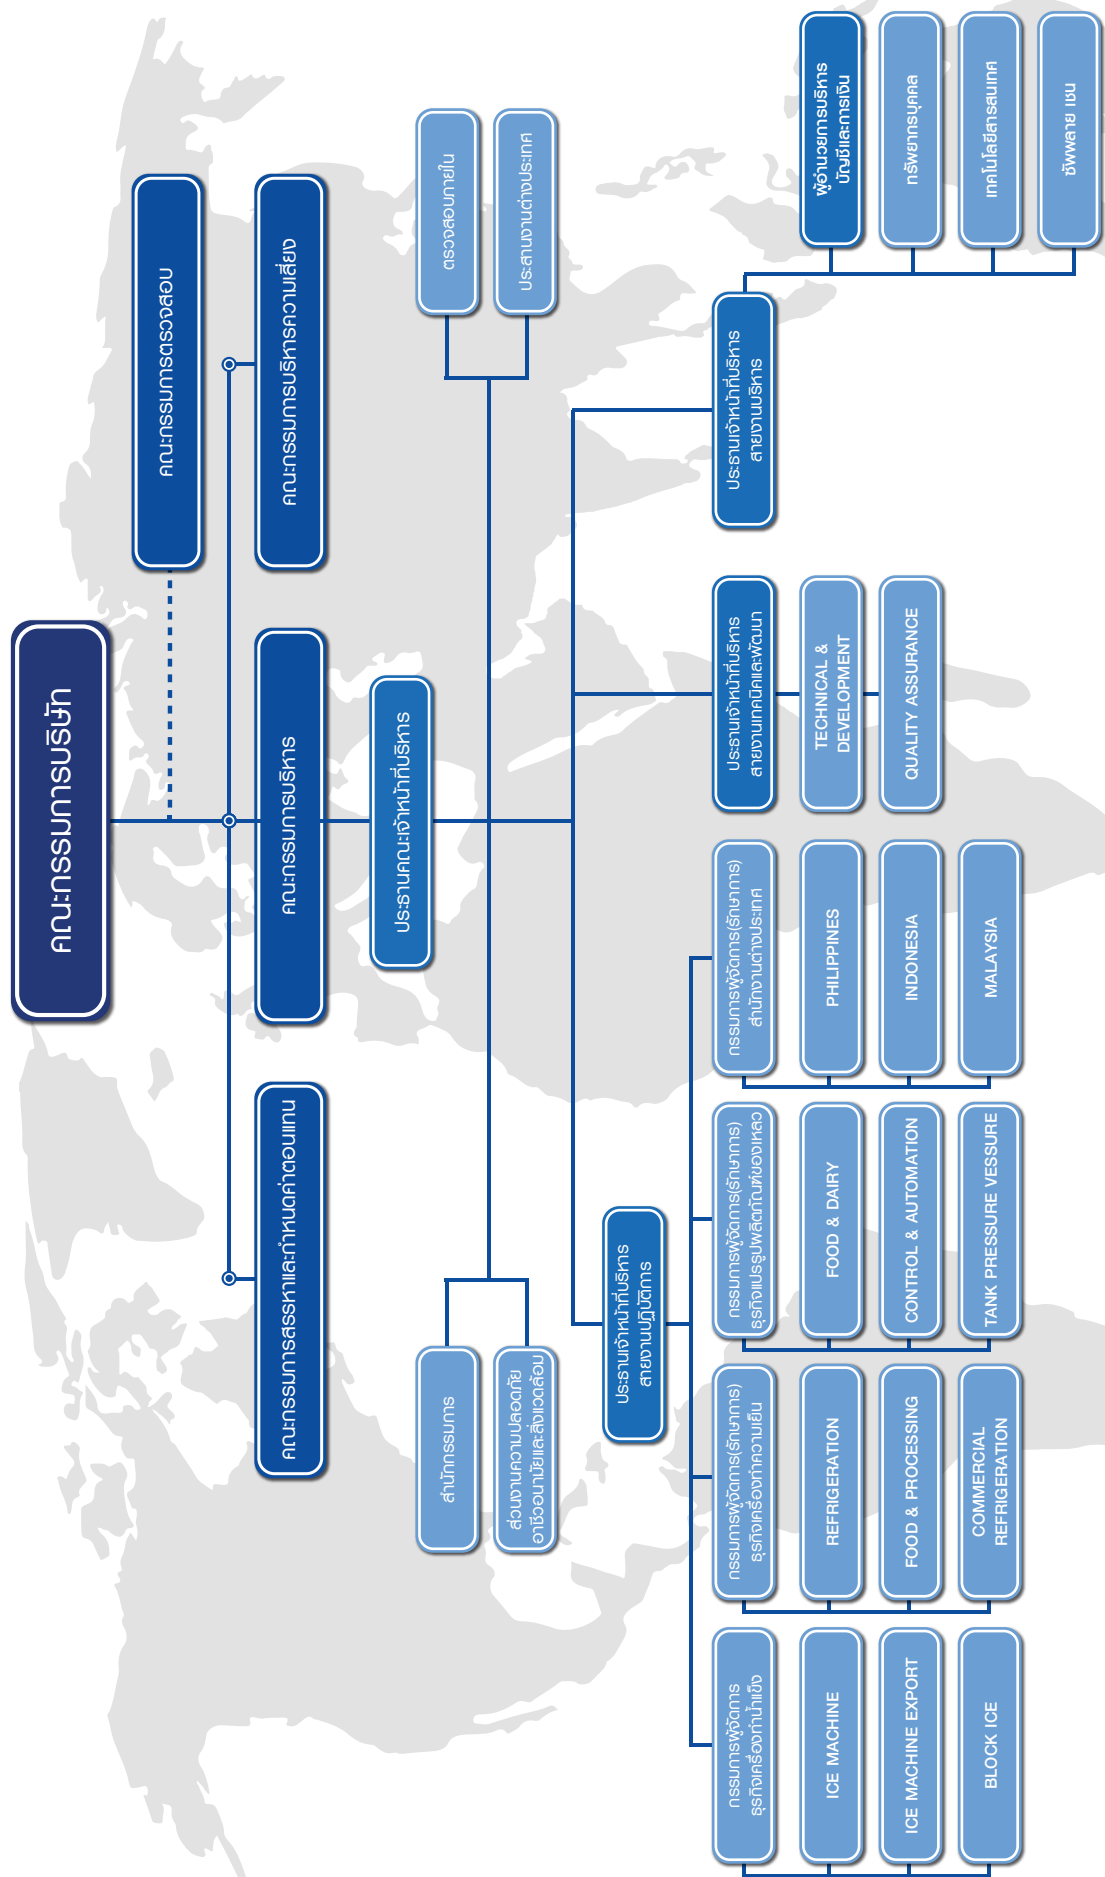 คณะกรรมการบริษัท
คณะกรรมการตรวจสอบ
คณะกรรมการสรรหาและกำหนดค่าตอบแทน
คณะกรรมการบริหาร
คณะกรรมการบริหารความเสี่ยง
ประธานคณะเจ้าหน้าที่บริหาร
สำนักกรรมการ
ตรวจสอบภายใน
ส่วนงานความปลอดภัย
อาชีวอนามัยและสิ่งแวดล้อม
ประสานงานต่างประเทศ
ประธานเจ้าหน้าที่บริหาร
สายงานปฏิบัติการ
ประธานเจ้าหน้าที่บริหาร
สายงานเทคนิคและพัฒนา
ประธานเจ้าหน้าที่บริหาร
สายงานบริหาร
กรรมการผู้จัดการ
ธุรกิจเครื่องทำน้ำแข็ง
ICE MACHINE
ICE MACHINE EXPORT
BLOCK ICE
กรรมการผู้จัดการ(รักษาการ)
ธุรกิจเครื่องทำความเย็น
REFRIGERATION
FOOD & PROCESSING
COMMERCIAL
REFRIGERATION
กรรมการผู้จัดการ(รักษาการ)
ธุรกิจแปรรูปผลิตภัณฑ์ของเหลว
FOOD & DAIRY
CONTROL & AUTOMATION
TANK PRESSURE VESSURE
กรรมการผู้จัดการ(รักษาการ)
สำนักงานต่างประเทศ
PHILIPPINES
INDONESIA
MALAYSIA
TECHNICAL &
DEVELOPMENT
QUALITY ASSURANCE
ผู้อำนวยการบริหาร
บัญชีและการเงิน
ทรัพยากรบุคคล
เทคโนโลยีสารสนเทศ
ซัพพลาย เชน